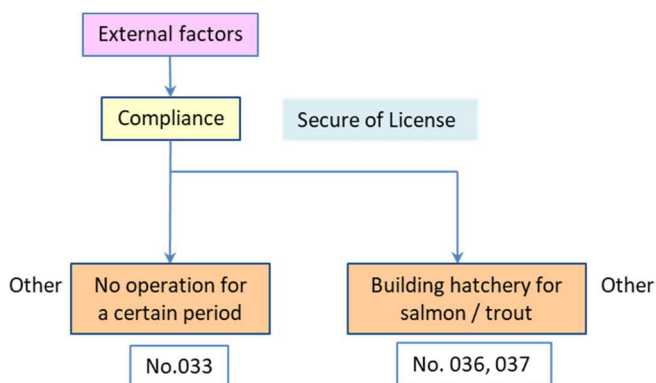 External factors
Compliance
Secure of License
Other
No operation for
a certain period
Building hatchery for
salmon / trout
Other
No.033
No. 036, 037